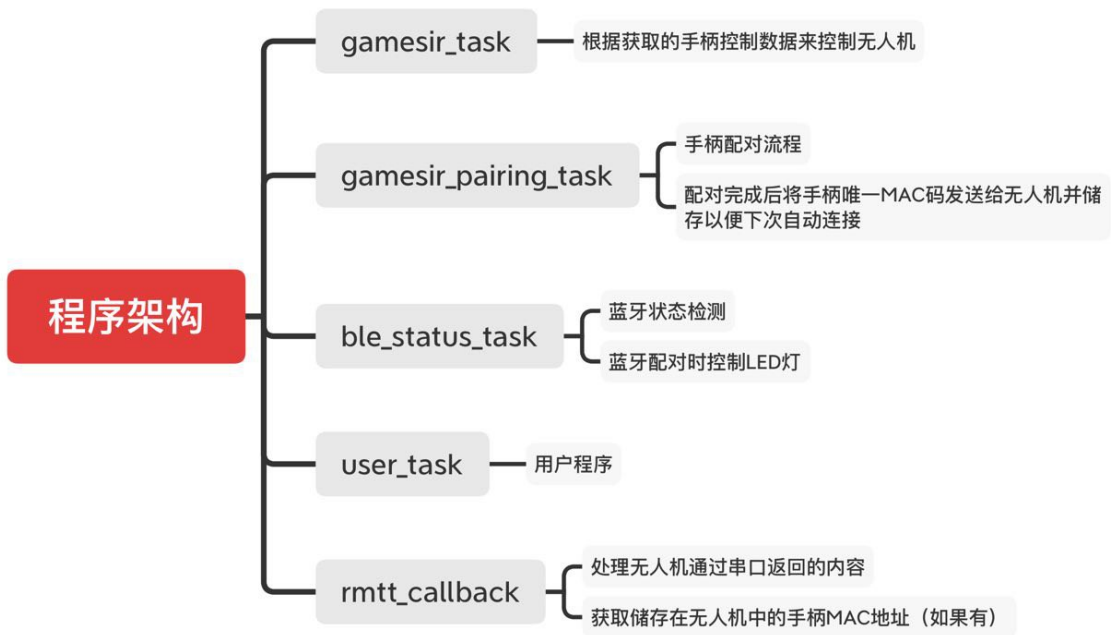 程序架构
gamesir_task
根据获取的手柄控制数据来控制无人机
gamesir_pairing_task
手柄配对流程
配对完成后将手柄唯一MAC码发送给无人机并储
存以便下次自动连接
ble_status_task
蓝牙状态检测
蓝牙配对时控制LED灯
user_task
用户程序
rmtt_callback
处理无人机通过串口返回的内容
获取储存在无人机中的手柄MAC地址（如果有）